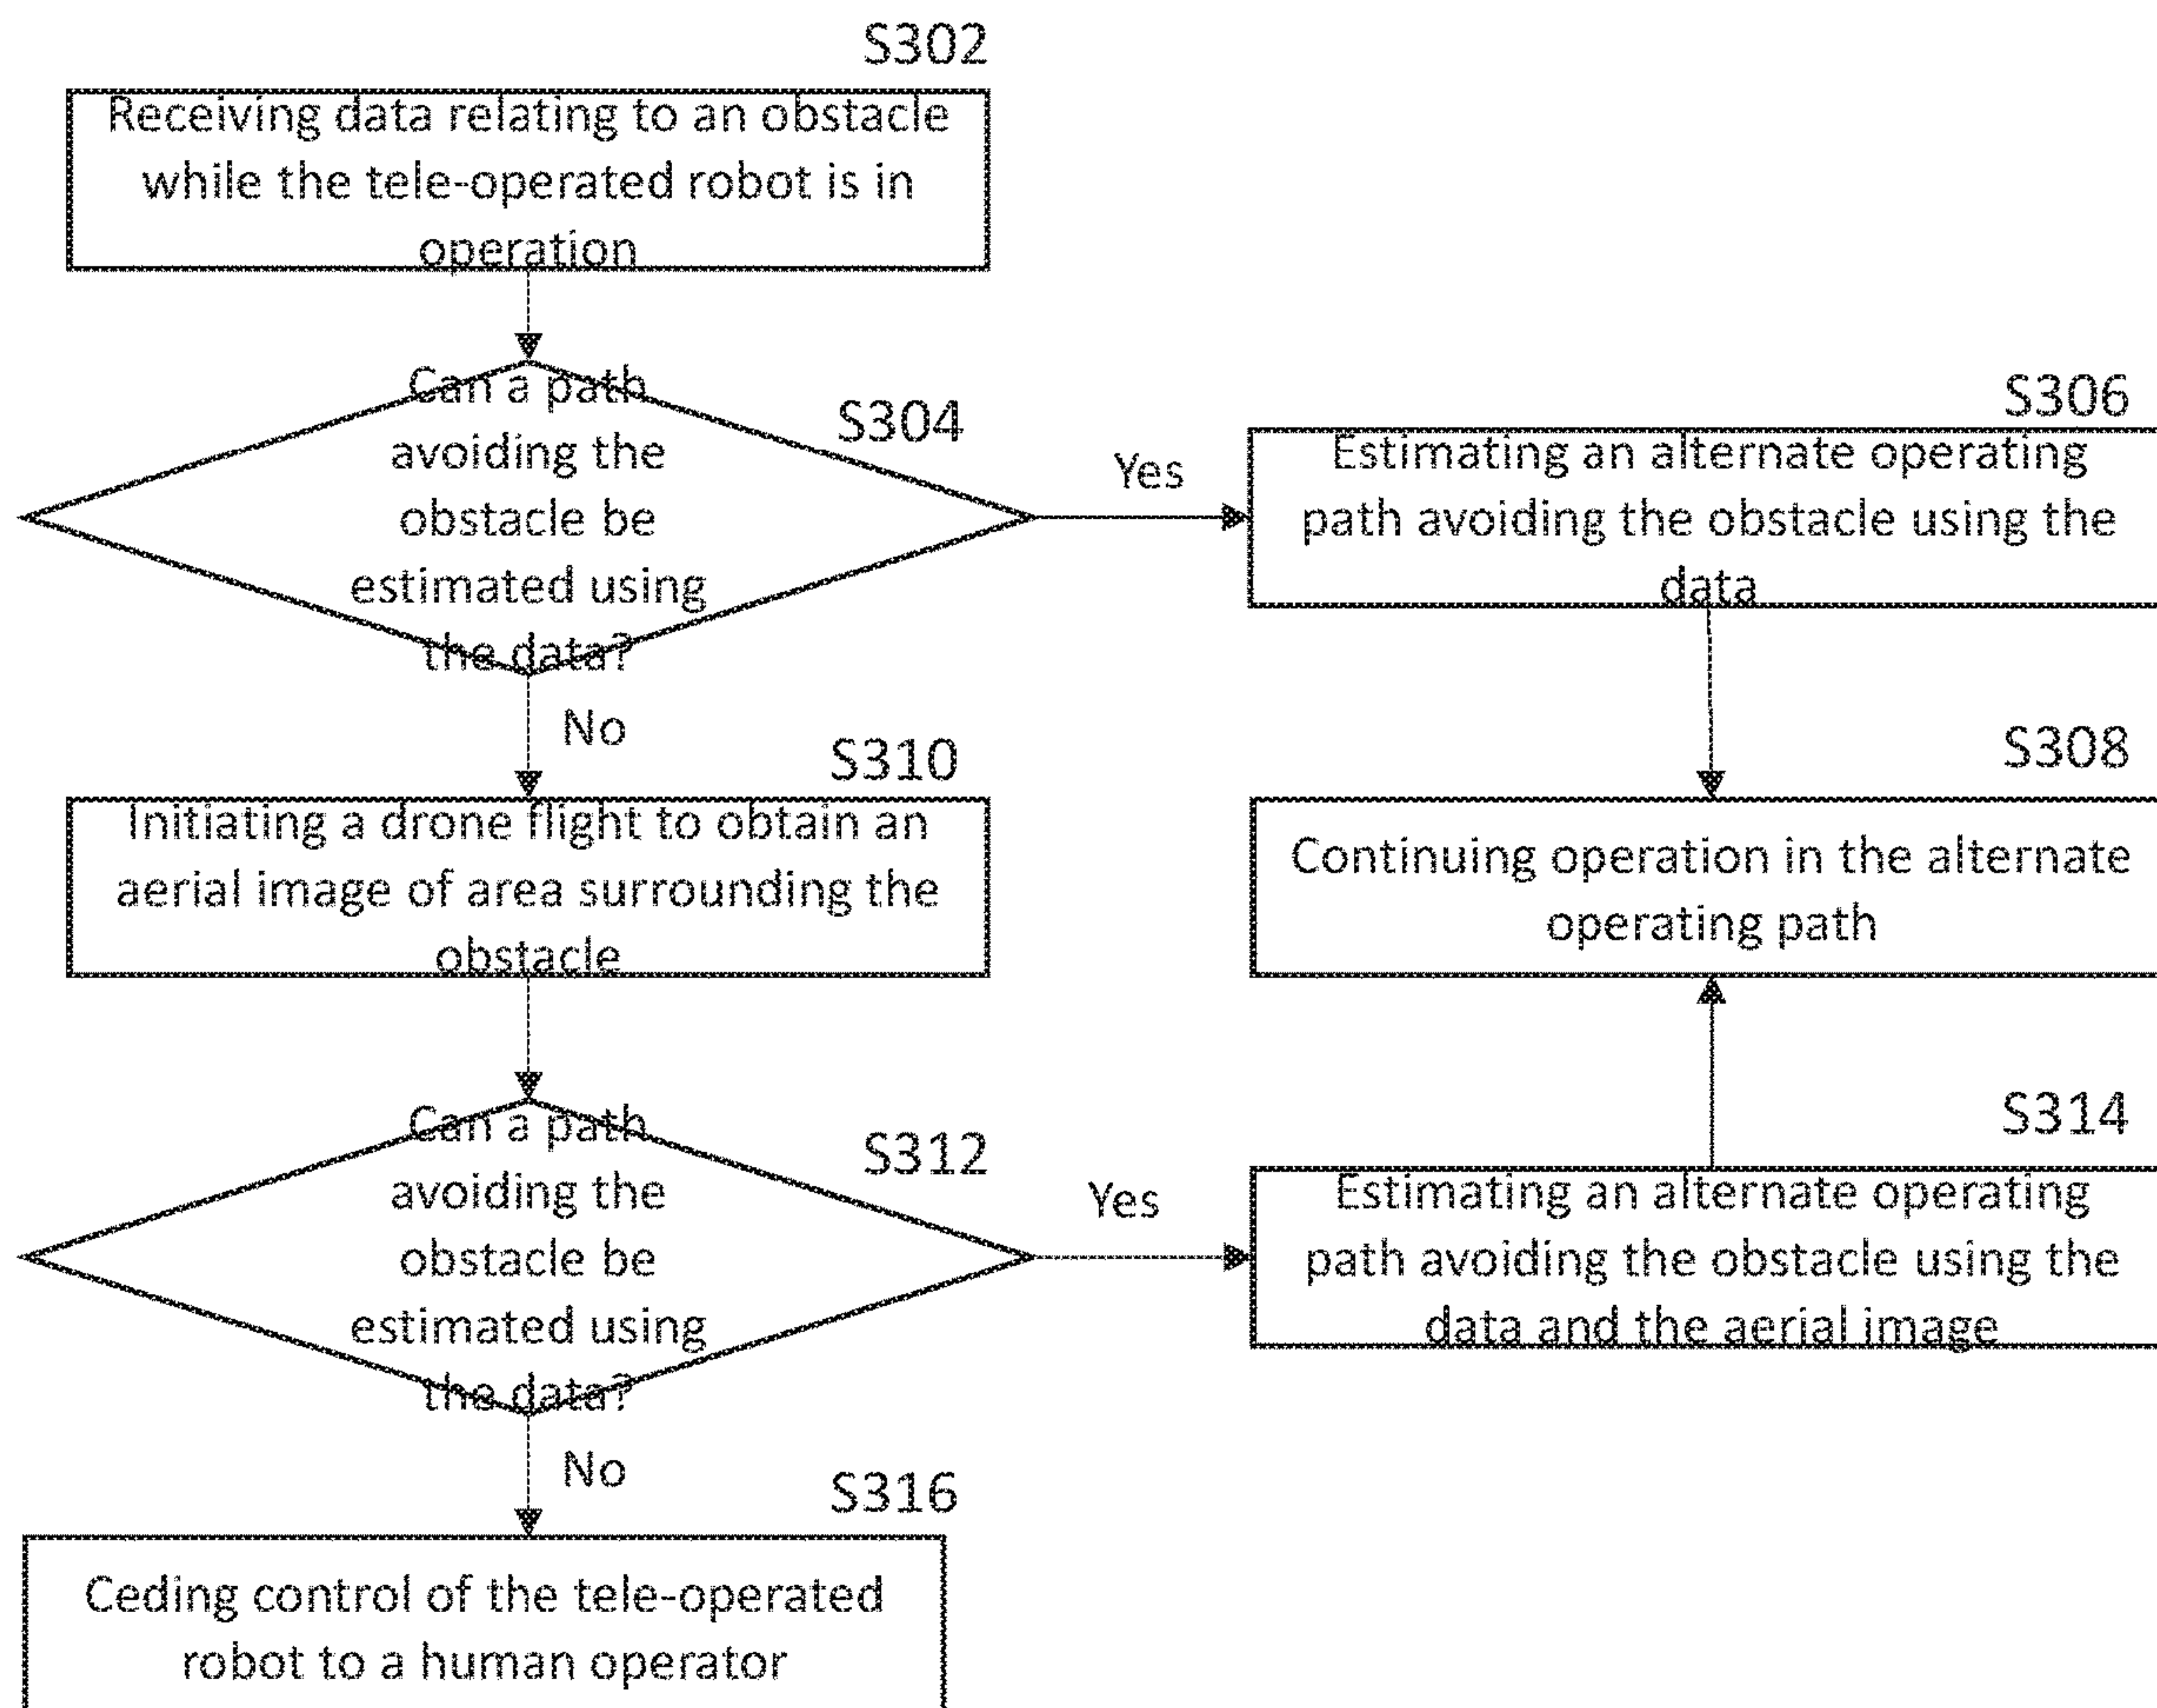 S302
Receiving data relating to an obstacle
while the tele-operated robot is in
operation
Can a path
avoiding the
obstacle be
estimated using
the data?
S304
Yes
S306
Estimating an alternate operating
path avoiding the obstacle using the
data
No
S308
Continuing operation in the alternate
operating path
S310
Initiating a drone flight to obtain an
aerial image of area surrounding the
obstacle
Can a path
avoiding the
obstacle be
estimated using
the data?
S312
Yes
S314
Estimating an alternate operating
path avoiding the obstacle using the
data and the aerial image
No
S316
Ceding control of the tele-operated
robot to a human operator